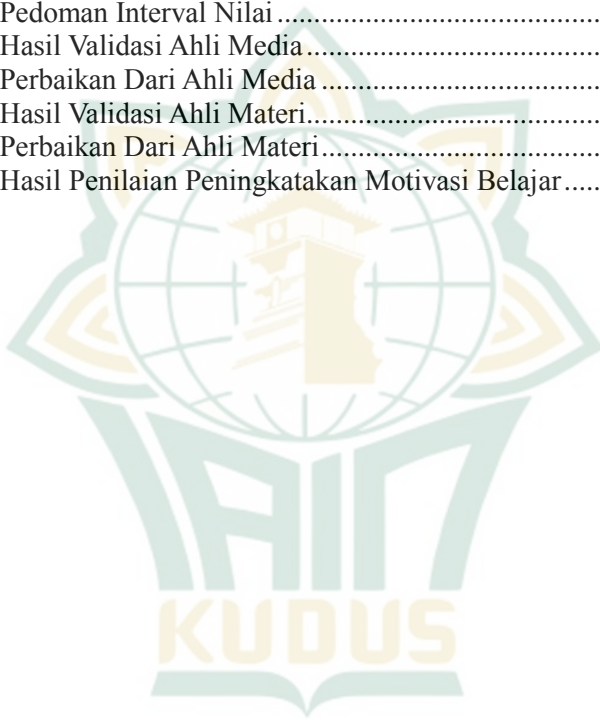 Pedoman Interval Nilai.............................................
Hasil Validasi Ahli Media.........................................
Perbaikan Dari Ahli Media.......................................
Hasil Validasi Ahli Materi........................................
Perbaikan Dari Ahli Materi......................................
Hasil Penilaian Peningkatakan Motivasi Belajar.....
IAIN
KUDUS